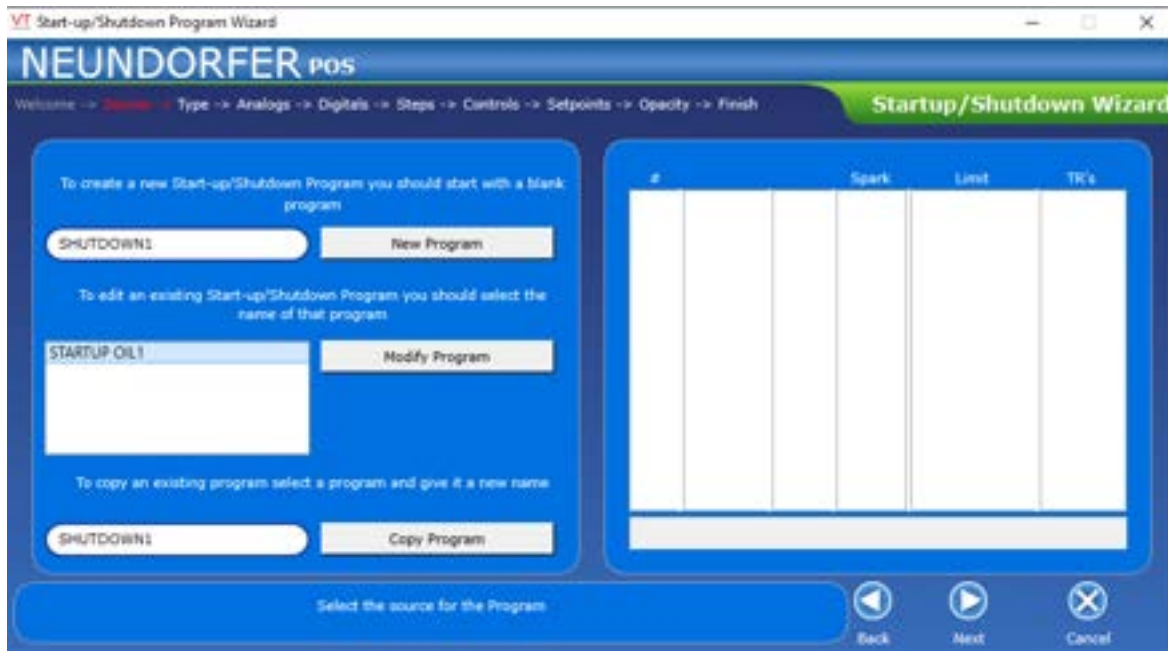 VT Start-up/Shutdown Program Wizard
NEUNDORFER POS
Welcome -> Source -> Type -> Analogs -> Digitals -> Steps -> Controls -> Setpoints -> Opacity -> Finish
Startup/Shutdown Wizard
To create a new Start-up/Shutdown Program you should start with a blank
program
SHUTDOWN1
New Program
To edit an existing Start-up/Shutdown Program you should select the
name of that program
STARTUP OIL1
Modify Program
To copy an existing program select a program and give it a new name
SHUTDOWN1
Copy Program
# Spark Limit TR's
Select the source for the Program
Back
Next
Cancel